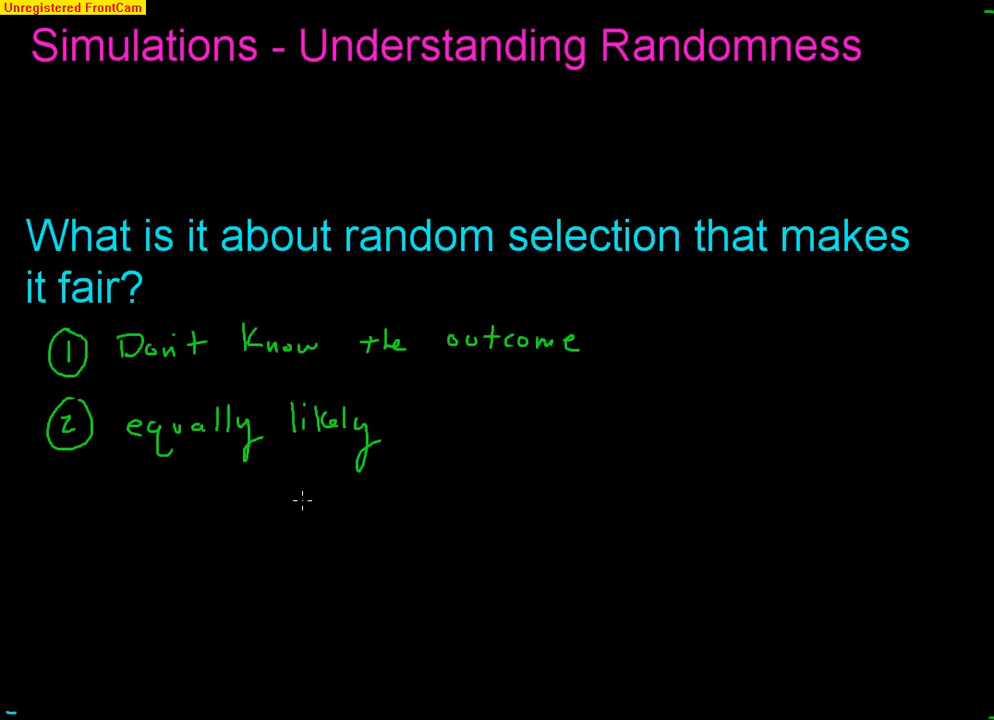 Unregistered FrontCam
Simulations - Understanding Randomness
What is it about random selection that makes
it fair?
1 Don't know the outcome
2 equally likely